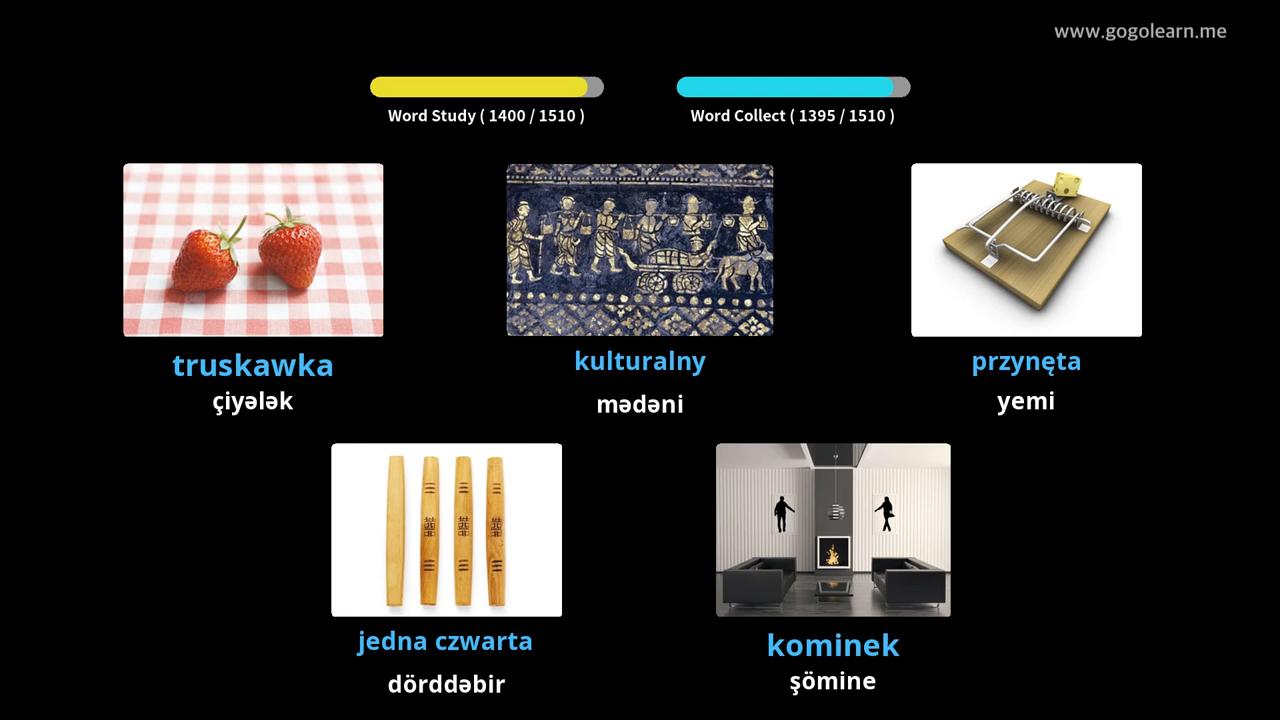 www.gogolearn.me
Word Study ( 1400 / 1510 )
Word Collect ( 1395 / 1510 )
truskawka
çiyələk
kulturalny
mədəni
przynęta
yemi
jedna czwarta
dörddəbir
kominek
şömine